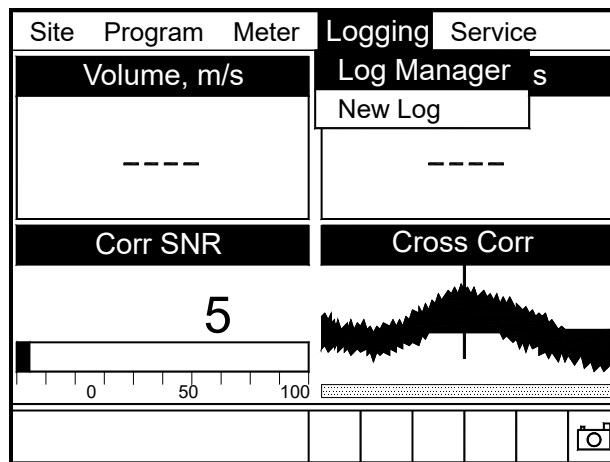 Site Program Meter Logging Service
Volume, m/s
Log Manager
s
New Log
----
----
Corr SNR
Cross Corr
5
0 50 100